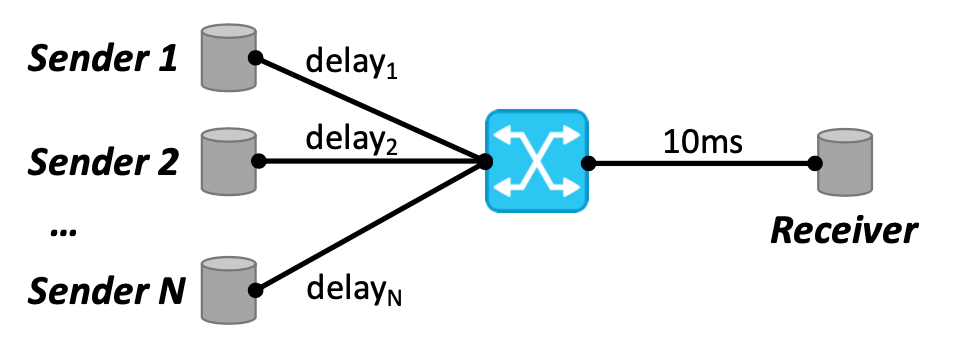 Sender 1
delay₁
Sender 2
delay₂
10ms
...
Receiver
Sender N
delayN